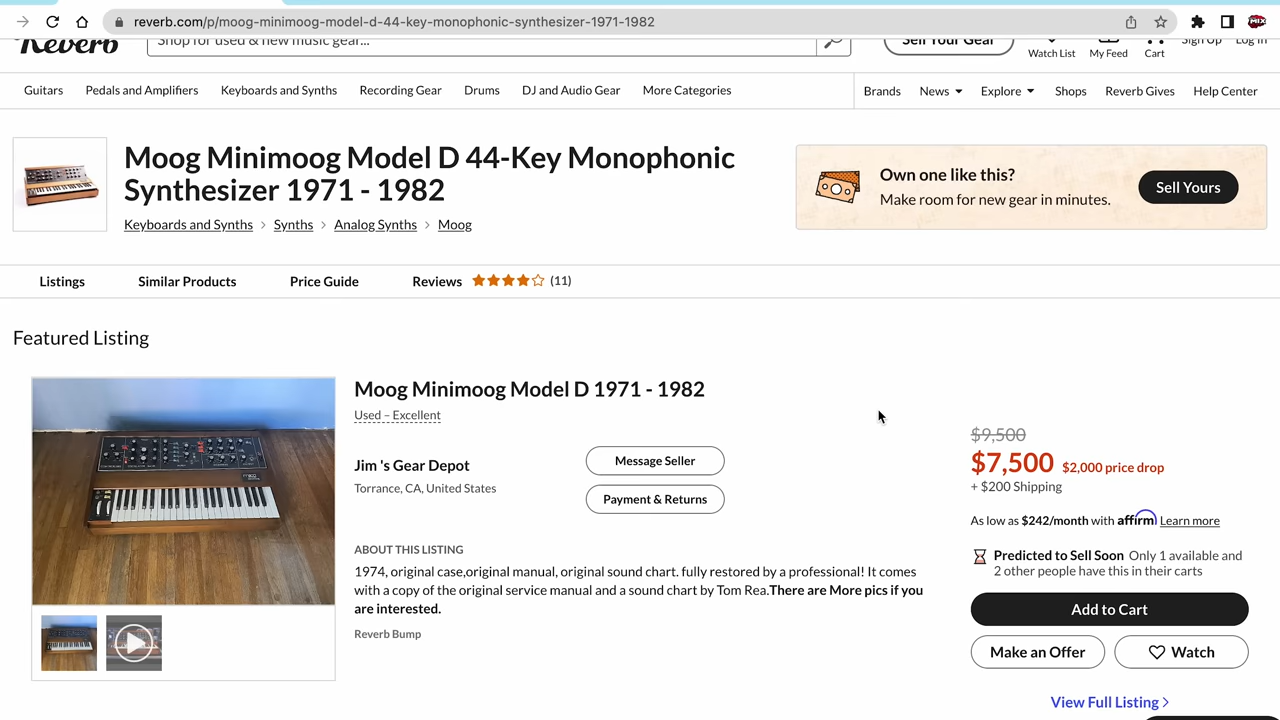 reverb.com/p/moog-minimoog-model-d-44-key-monophonic-synthesizer-1971-1982
Reverb
Shop for used & new music gear...
Sell Your Gear
Watch List
My Feed
Cart
Sign Up
Log In
Guitars
Pedals and Amplifiers
Keyboards and Synths
Recording Gear
Drums
DJ and Audio Gear
More Categories
Brands
News
Explore
Shops
Reverb Gives
Help Center
Moog Minimoog Model D 44-Key Monophonic
Synthesizer 1971 - 1982
Keyboards and Synths > Synths > Analog Synths > Moog
Own one like this?
Make room for new gear in minutes.
Sell Yours
Listings
Similar Products
Price Guide
Reviews (11)
Featured Listing
Moog Minimoog Model D 1971 - 1982
Used – Excellent
Jim 's Gear Depot
Torrance, CA, United States
Message Seller
Payment & Returns
ABOUT THIS LISTING
1974, original case,original manual, original sound chart. fully restored by a professional! It comes
with a copy of the original service manual and a sound chart by Tom Rea.There are More pics if you
are interested.
Reverb Bump
$9,500
$7,500 $2,000 price drop
+ $200 Shipping
As low as $242/month with affirm Learn more
Predicted to Sell Soon Only 1 available and
2 other people have this in their carts
Add to Cart
Make an Offer
Watch
View Full Listing >